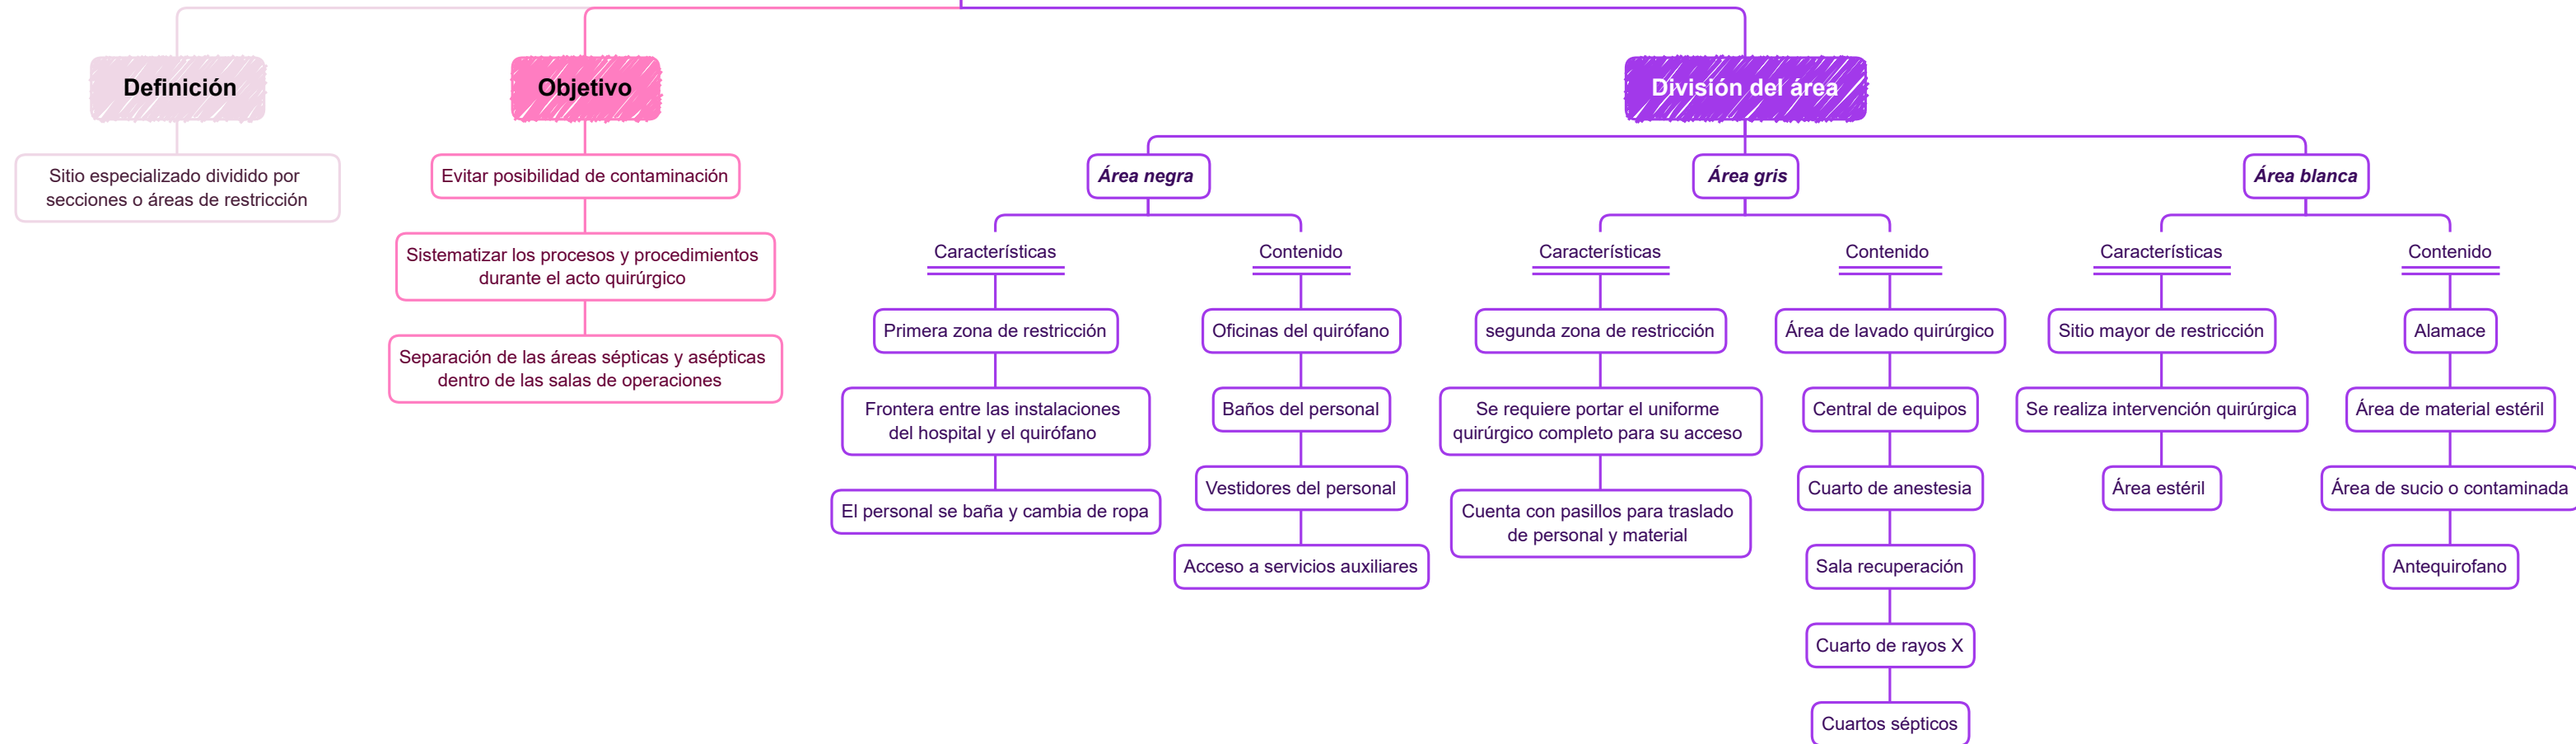 Definición
Sitio especializado dividido por
secciones o áreas de restricción
Objetivo
Evitar posibilidad de contaminación
Sistematizar los procesos y procedimientos
durante el acto quirúrgico
Separación de las áreas sépticas y asépticas
dentro de las salas de operaciones
División del área
Área negra
Características
Primera zona de restricción
Frontera entre las instalaciones
del hospital y el quirófano
El personal se baña y cambia de ropa
Contenido
Oficinas del quirófano
Baños del personal
Vestidores del personal
Acceso a servicios auxiliares
Área gris
Características
segunda zona de restricción
Se requiere portar el uniforme
quirúrgico completo para su acceso
Cuenta con pasillos para traslado
de personal y material
Contenido
Área de lavado quirúrgico
Central de equipos
Cuarto de anestesia
Sala recuperación
Cuarto de rayos X
Cuartos sépticos
Área blanca
Características
Sitio mayor de restricción
Se realiza intervención quirúrgica
Área estéril
Contenido
Alamace
Área de material estéril
Área de sucio o contaminada
Antequirofano